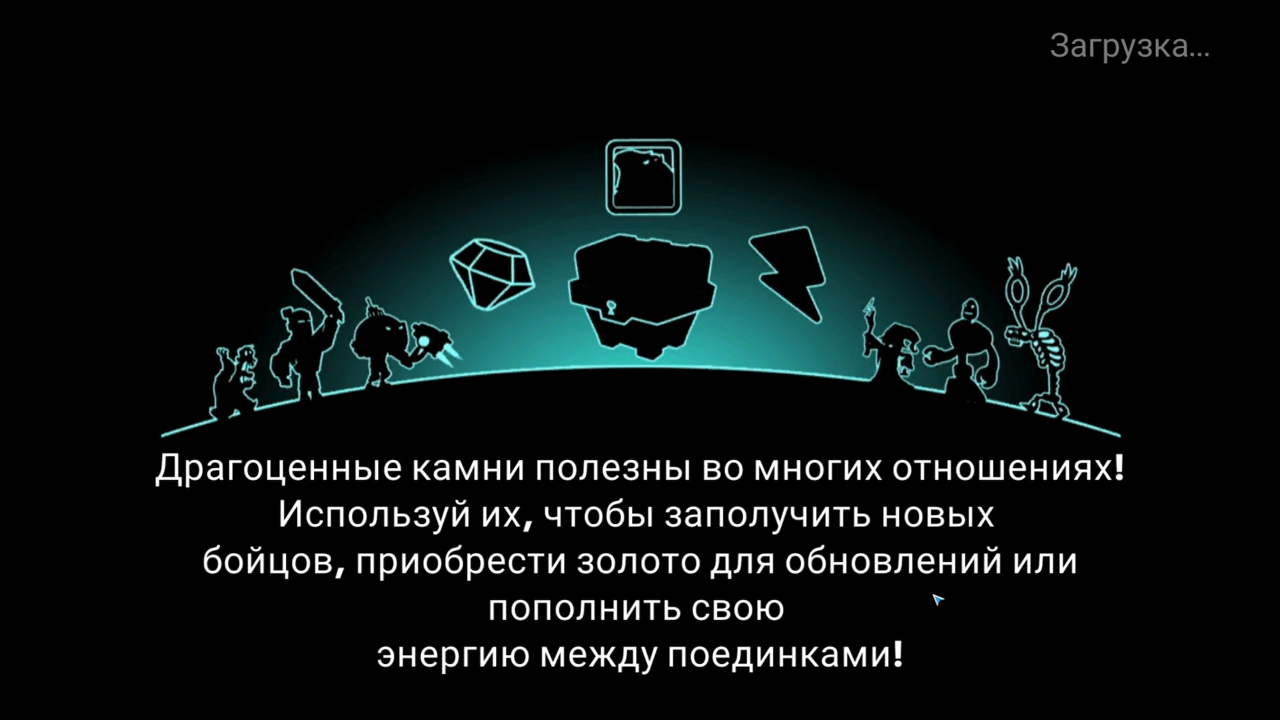 Загрузка...
Драгоценные камни полезны во многих отношениях!
Используй их, чтобы заполучить новых
бойцов, приобрести золото для обновлений или
пополнить свою
энергию между поединками!